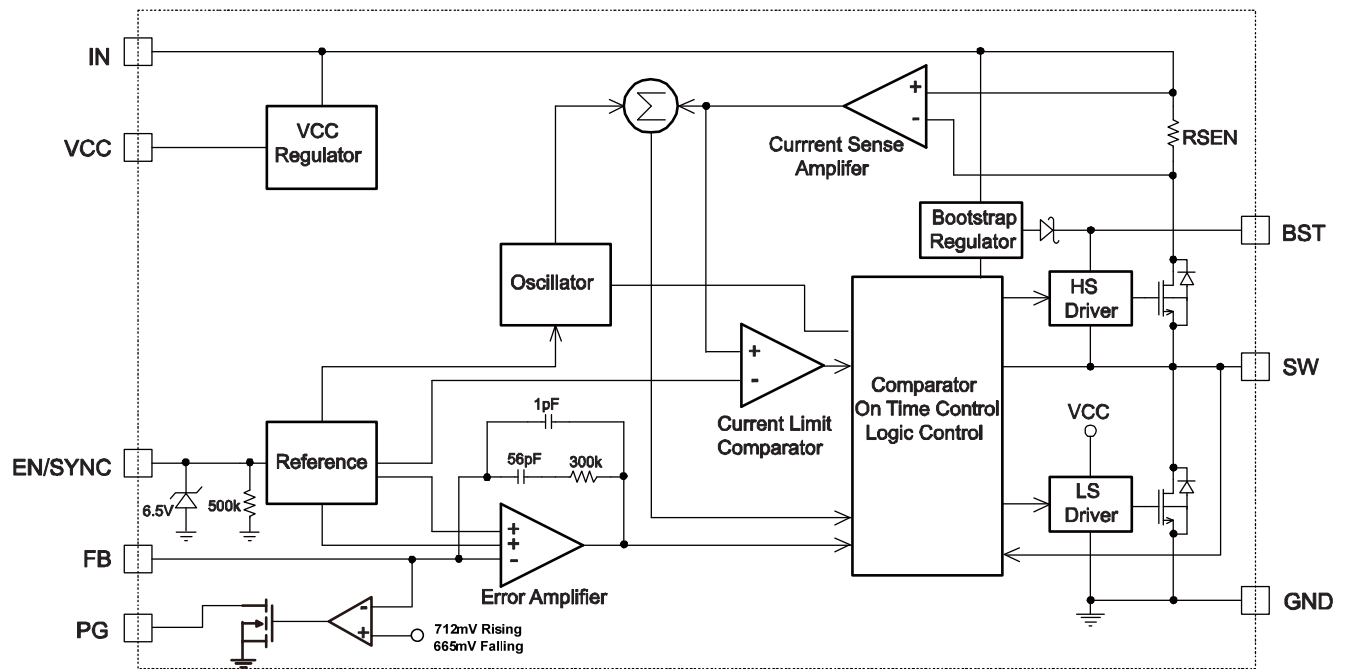 IN
VCC
VCC
Regulator
Σ
+
-
Currrent Sense
Amplifer
RSEN
Bootstrap
Regulator
BST
Oscillator
HS
Driver
+
-
Current Limit
Comparator
Comparator
On Time Control
Logic Control
SW
VCC
1pF
56pF
300k
EN/SYNC
Reference
6.5V
500k
LS
Driver
FB
+
+
-
Error Amplifier
PG
-
+
712mV Rising
665mV Falling
GND